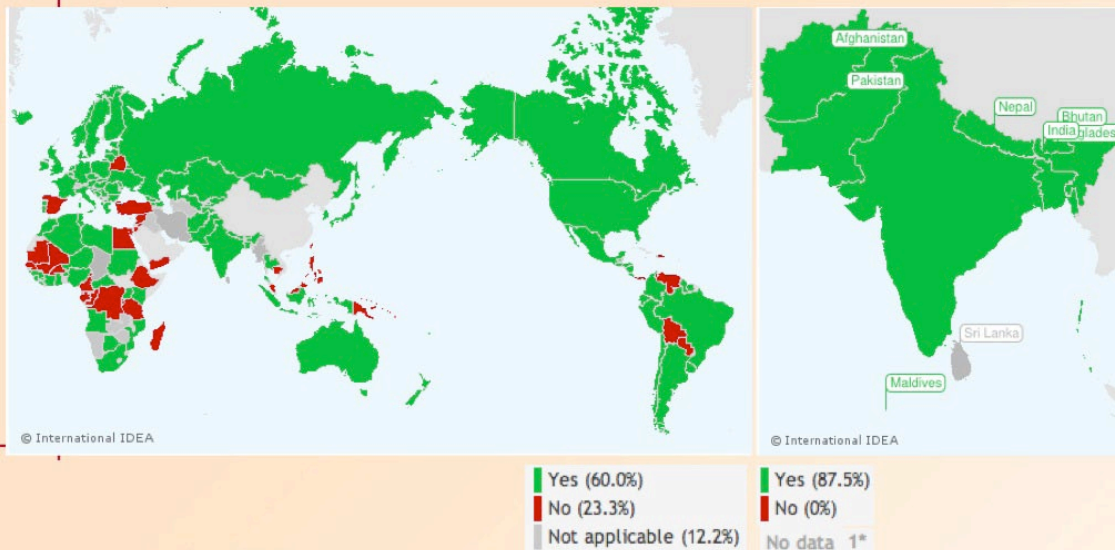 Afghanistan
Pakistan
Nepal
Bhutan
India
glades
Sri Lanka
Maldives
© International IDEA
© International IDEA
Yes (60.0%)
No (23.3%)
Not applicable (12.2%)
Yes (87.5%)
No (0%)
No data 1*